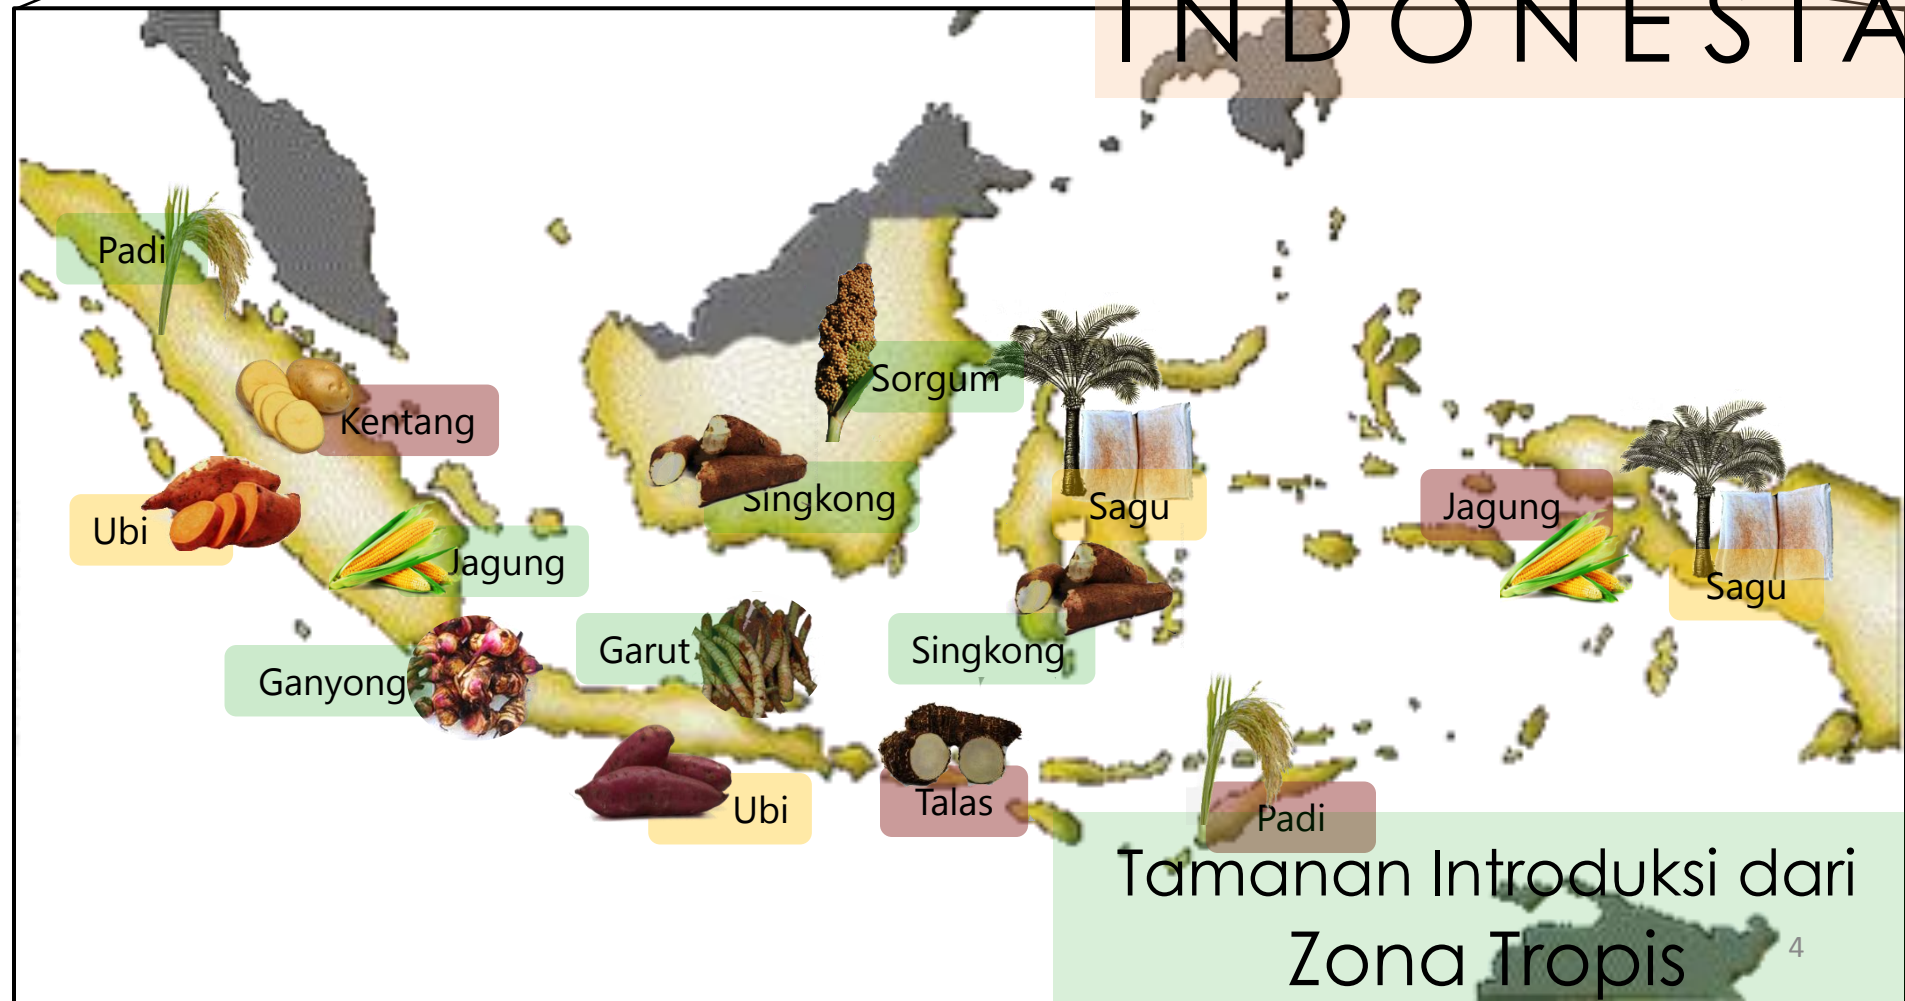 INDONESIA
Padi
Sorgum
Kentang
Singkong
Sagu
Jagung
Ubi
Jagung
Sagu
Garut
Singkong
Ganyong
Ubi
Talas
Padi
Tamanan Introduksi dari
Zona Tropis
4